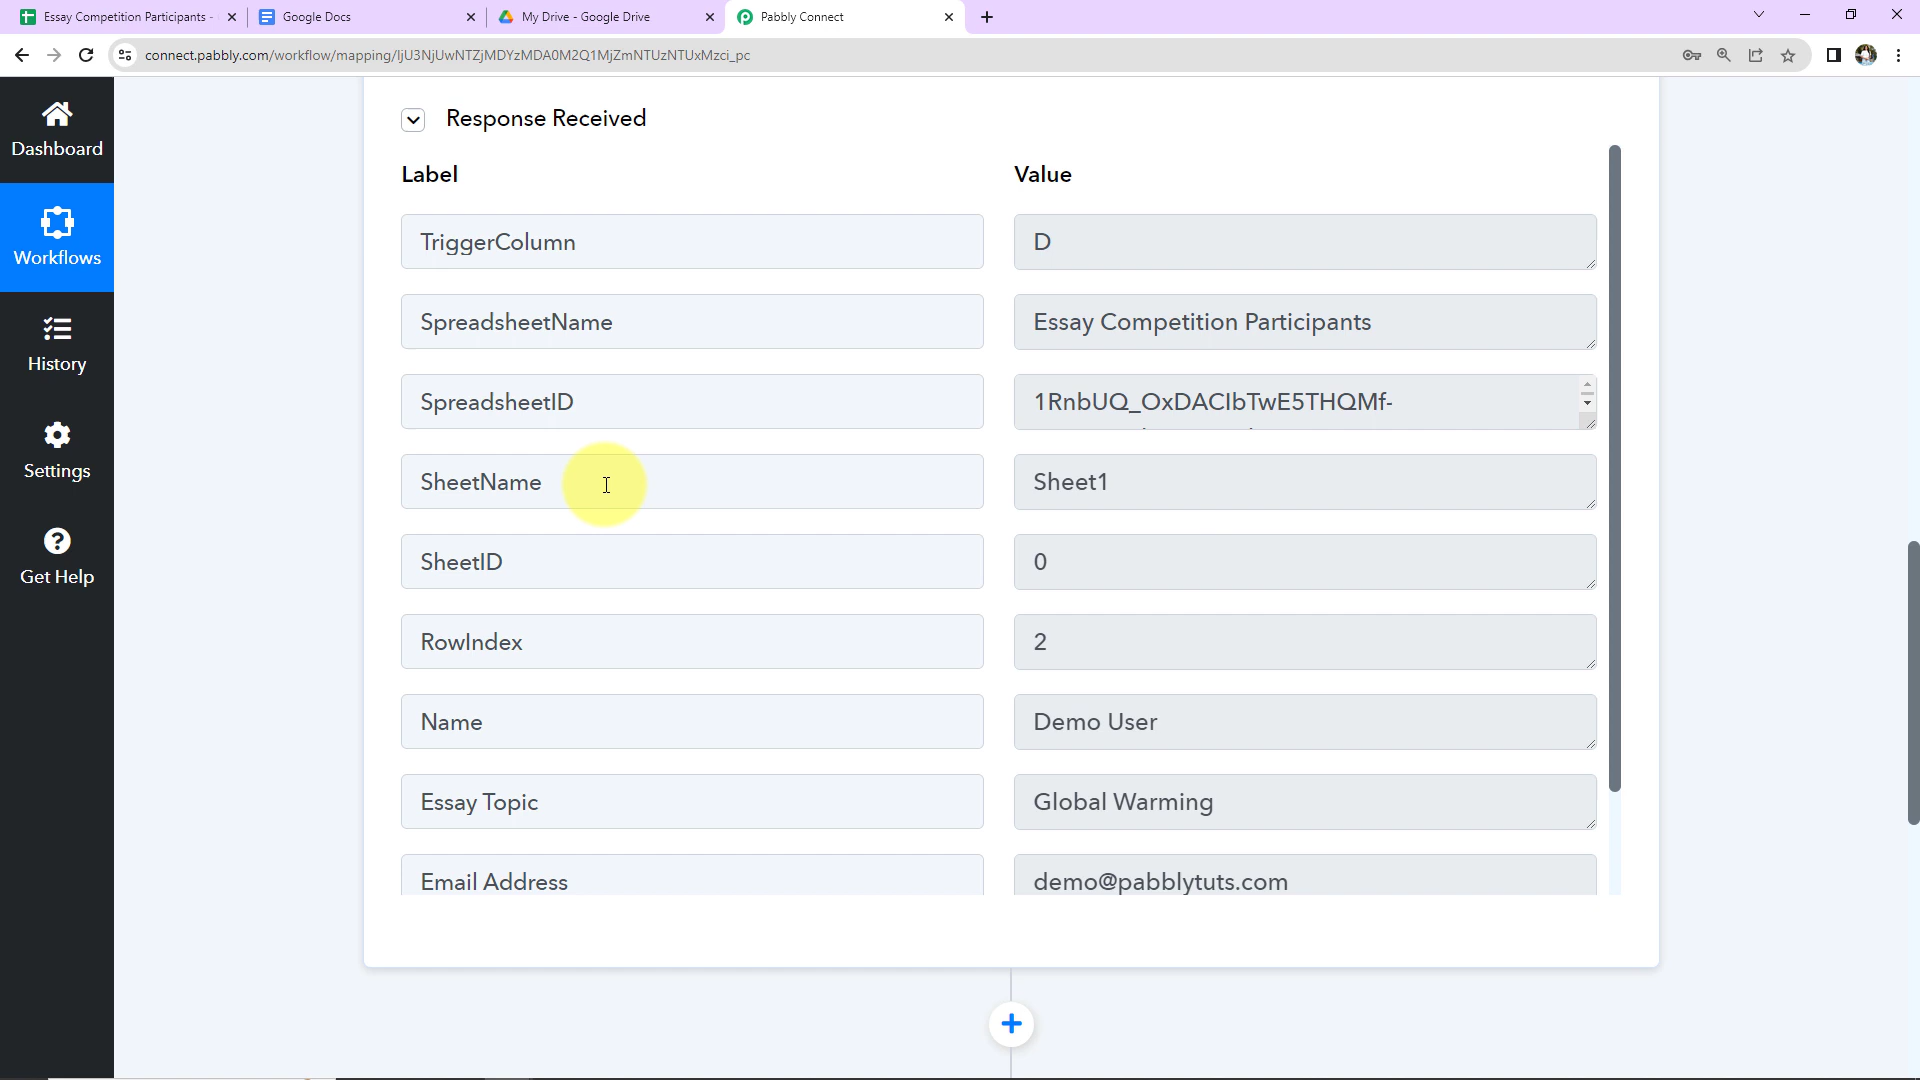 Essay Competition Participants -
Google Docs
My Drive - Google Drive
Pabbly Connect
connect.pabbly.com/workflow/mapping/IjU3NjUwNTZjMDYzMDA0M2Q1MjZmNTUzNTUxMzci_pc
Dashboard
Workflows
History
Settings
Get Help
Response Received
Label
Value
TriggerColumn
D
SpreadsheetName
Essay Competition Participants
SpreadsheetID
1RnbUQ_OxDAClbTwE5THQMf-
SheetName
Sheet1
SheetID
0
RowIndex
2
Name
Demo User
Essay Topic
Global Warming
Email Address
demo@pabblytuts.com